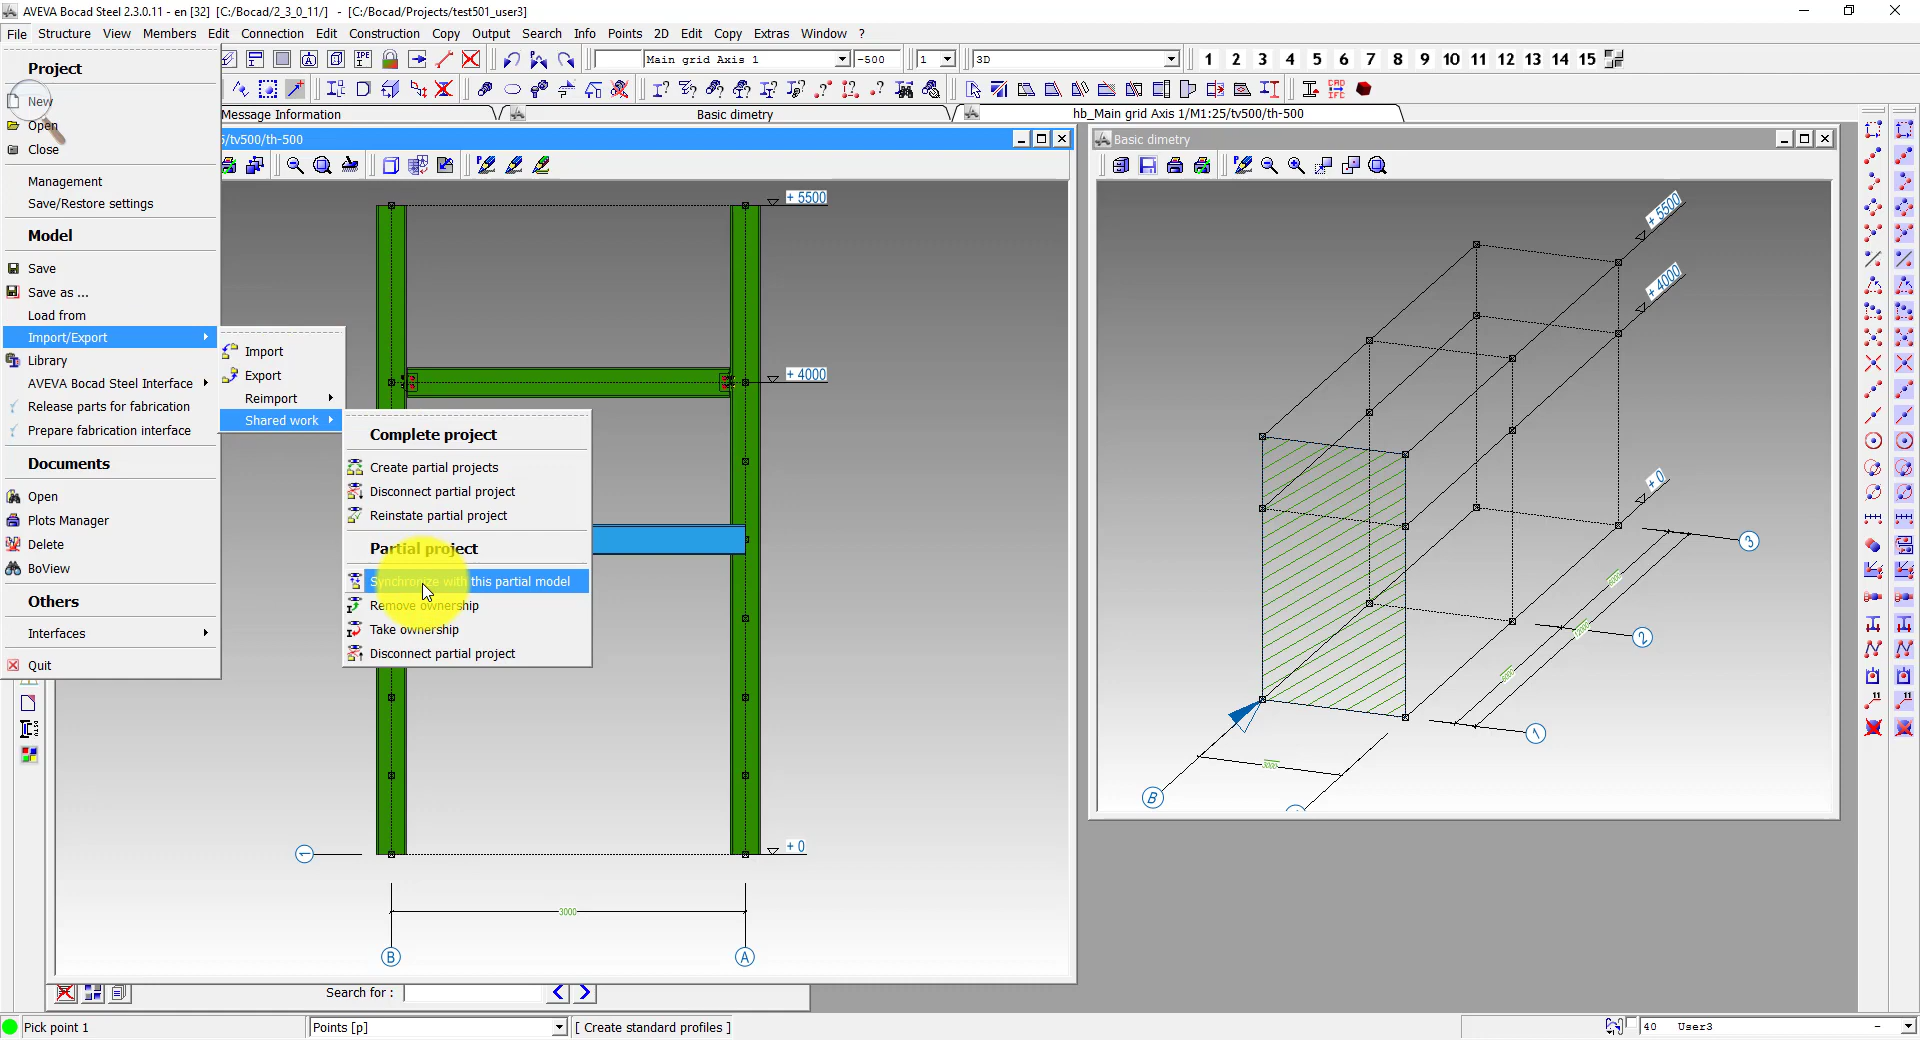 AVEVA Bocad Steel 2.3.0.11 - en [32] [C:/Bocad/2_3_0_11/] - [C:/Bocad/Projects/test501_user3]
File Structure View Members Edit Connection Edit Construction Copy Output Search Info Points 2D Edit Copy Extras Window ?
Main grid Axis 1 -500 1 3D 1 2 3 4 5 6 7 8 9 10 11 12 13 14 15
Message Information
Basic dimetry
hb_Main grid Axis 1/M1:25/tv500/th-500
5/tv500/th-500
Basic dimetry
Project
New
Open
Close
Management
Save/Restore settings
Model
Save
Save as ...
Load from
Import/Export
Library
AVEVA Bocad Steel Interface
Release parts for fabrication
Prepare fabrication interface
Documents
Open
Plots Manager
Delete
BoView
Others
Interfaces
Quit
Import
Export
Reimport
Shared work
Complete project
Create partial projects
Disconnect partial project
Reinstate partial project
Partial project
Synchronize with this partial model
Remove ownership
Take ownership
Disconnect partial project
+ 5500
+ 4000
+ 0
1
3000
B
A
+ 5500
+ 4000
+ 0
3
2
1
3000
B
Search for :
Pick point 1
Points [p]
[ Create standard profiles ]
40 User3 -